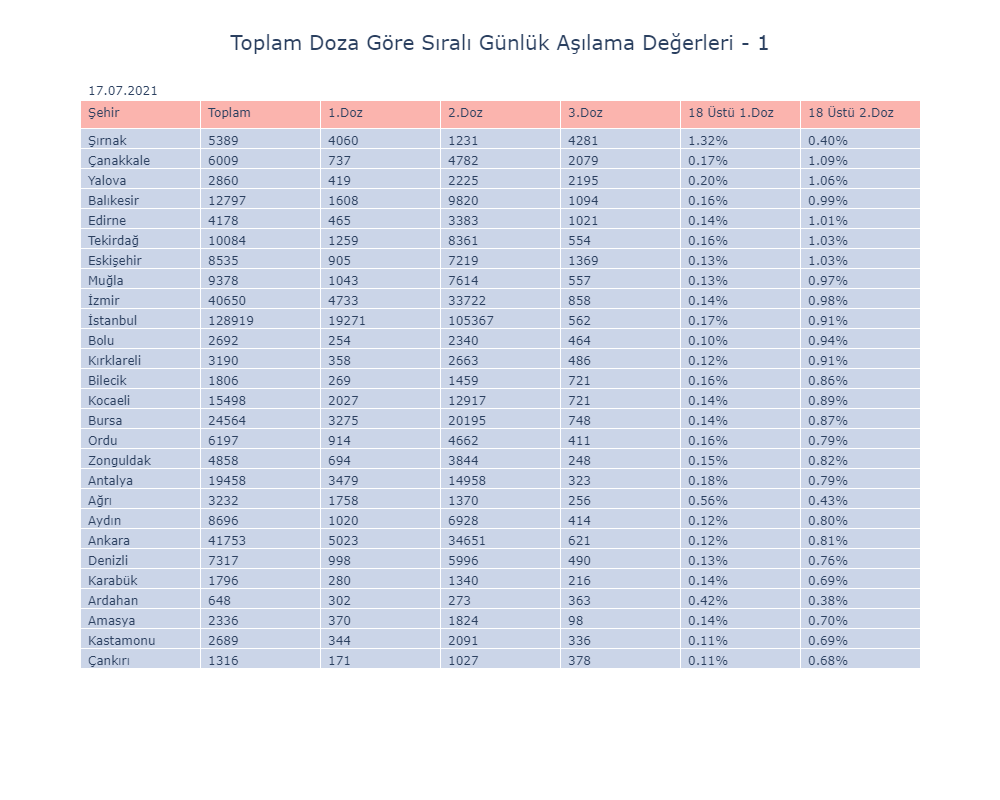 Toplam Doza Göre Sıralı Günlük Aşılama Değerleri - 1
17.07.2021
Şehir Toplam 1.Doz 2.Doz 3.Doz 18 Üstü 1.Doz 18 Üstü 2.Doz
Şırnak 5389 4060 1231 4281 1.32% 0.40%
Çanakkale 6009 737 4782 2079 0.17% 1.09%
Yalova 2860 419 2225 2195 0.20% 1.06%
Balıkesir 12797 1608 9820 1094 0.16% 0.99%
Edirne 4178 465 3383 1021 0.14% 1.01%
Tekirdağ 10084 1259 8361 554 0.16% 1.03%
Eskişehir 8535 905 7219 1369 0.13% 1.03%
Muğla 9378 1043 7614 557 0.13% 0.97%
İzmir 40650 4733 33722 858 0.14% 0.98%
İstanbul 128919 19271 105367 562 0.17% 0.91%
Bolu 2692 254 2340 464 0.10% 0.94%
Kırklareli 3190 358 2663 486 0.12% 0.91%
Bilecik 1806 269 1459 721 0.16% 0.86%
Kocaeli 15498 2027 12917 721 0.14% 0.89%
Bursa 24564 3275 20195 748 0.14% 0.87%
Ordu 6197 914 4662 411 0.16% 0.79%
Zonguldak 4858 694 3844 248 0.15% 0.82%
Antalya 19458 3479 14958 323 0.18% 0.79%
Ağrı 3232 1758 1370 256 0.56% 0.43%
Aydın 8696 1020 6928 414 0.12% 0.80%
Ankara 41753 5023 34651 621 0.12% 0.81%
Denizli 7317 998 5996 490 0.13% 0.76%
Karabük 1796 280 1340 216 0.14% 0.69%
Ardahan 648 302 273 363 0.42% 0.38%
Amasya 2336 370 1824 98 0.14% 0.70%
Kastamonu 2689 344 2091 336 0.11% 0.69%
Çankırı 1316 171 1027 378 0.11% 0.68%